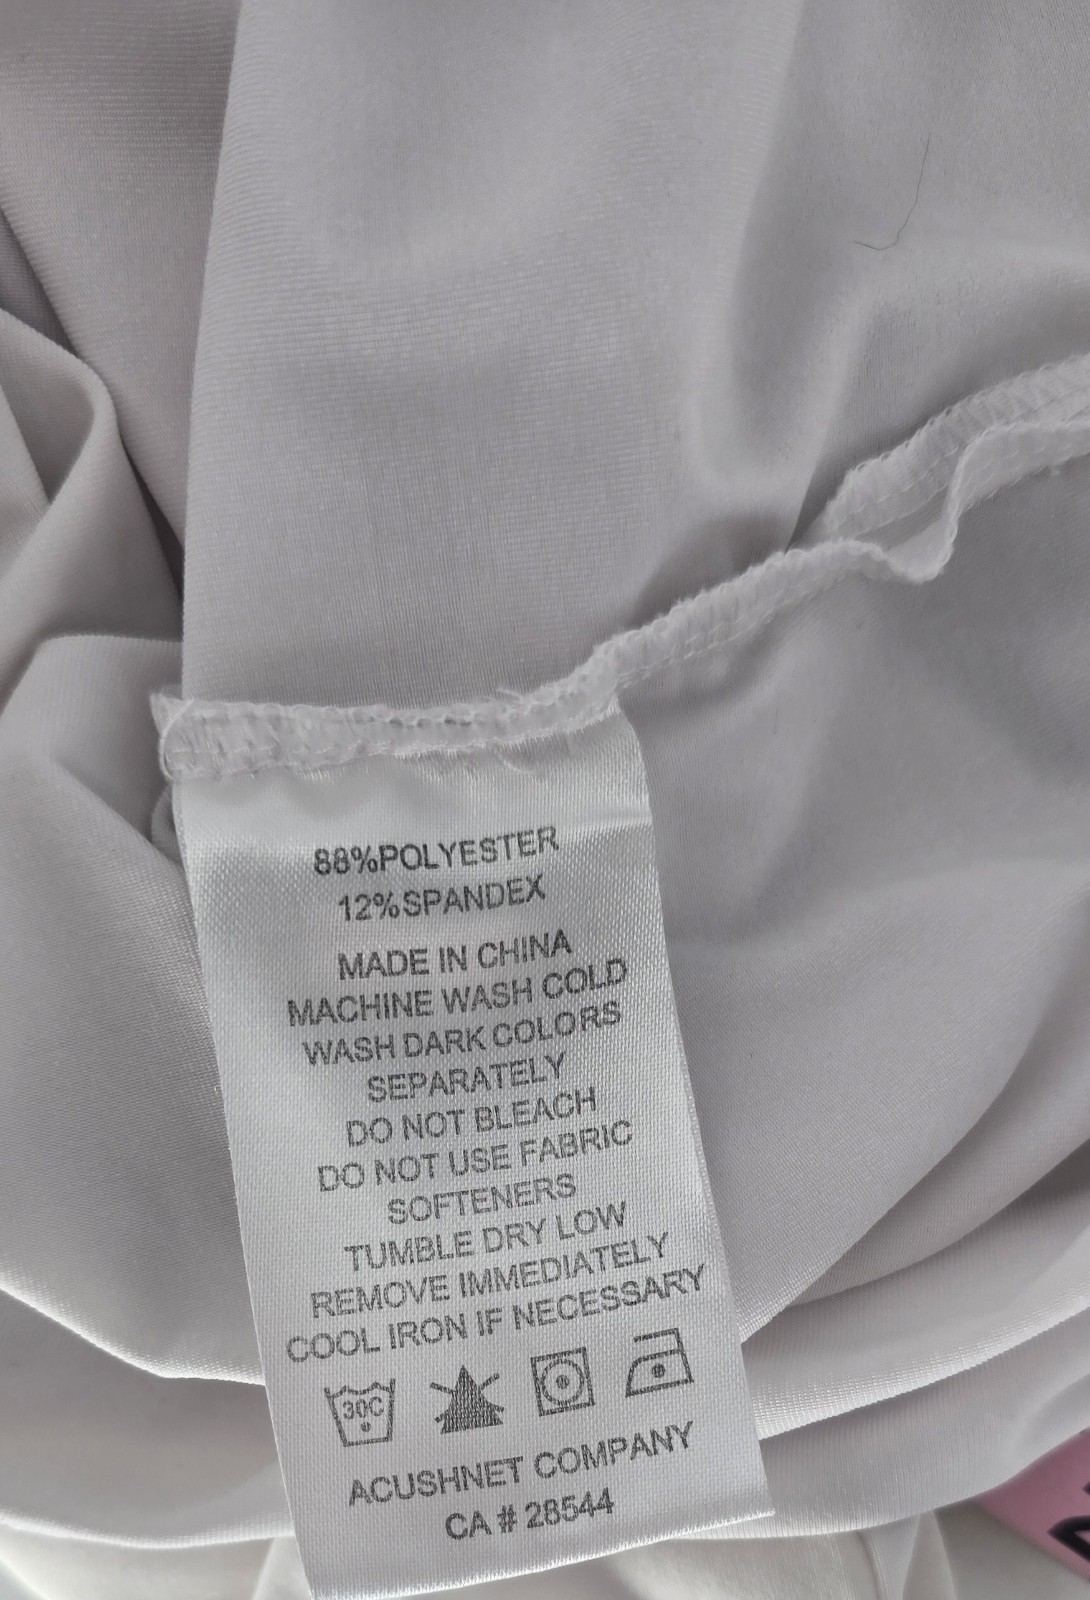 88%POLYESTER
12%SPANDEX
MADE IN CHINA
MACHINE WASH COLD
WASH DARK COLORS
SEPARATELY
DO NOT BLEACH
DO NOT USE FABRIC
SOFTENERS
TUMBLE DRY LOW
REMOVE IMMEDIATELY
COOL IRON IF NECESSARY
30C
ACUSHNET COMPANY
CA # 28544